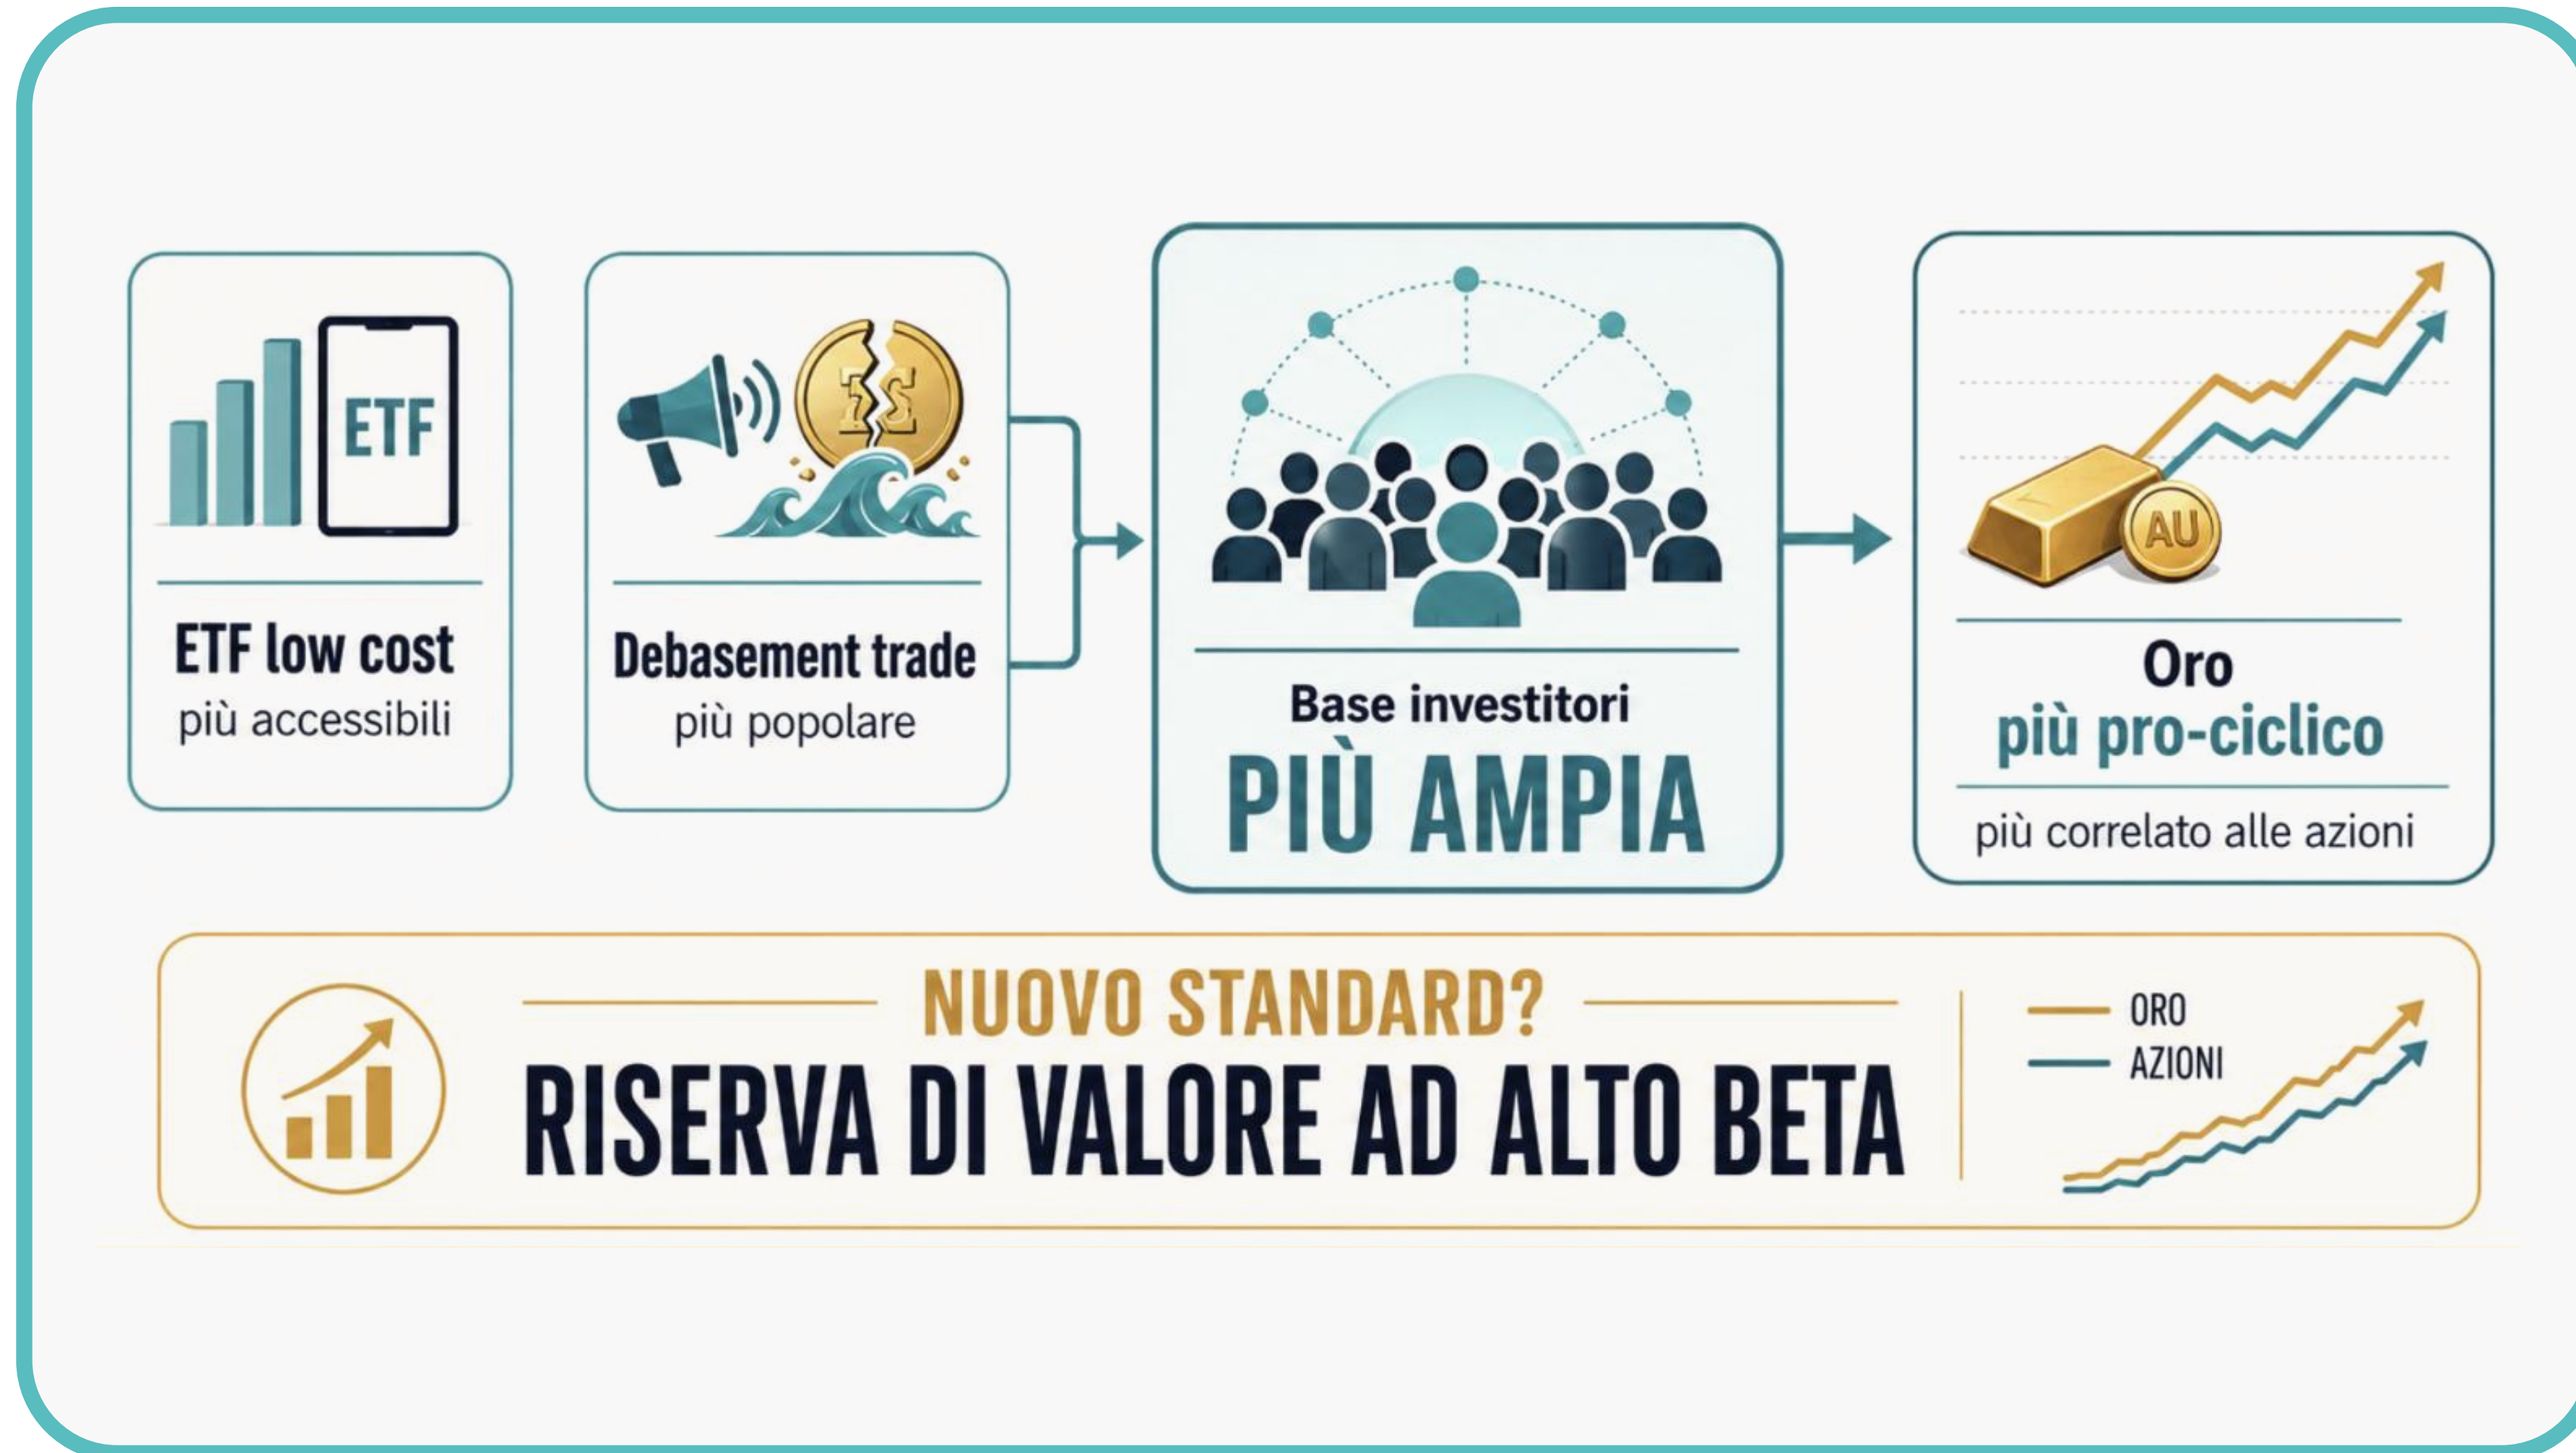 ETF
ETF low cost
più accessibili
Debasement trade
più popolare
Base investitori
PIÙ AMPIA
AU
Oro
più pro-ciclico
più correlato alle azioni
NUOVO STANDARD?
RISERVA DI VALORE AD ALTO BETA
ORO
AZIONI